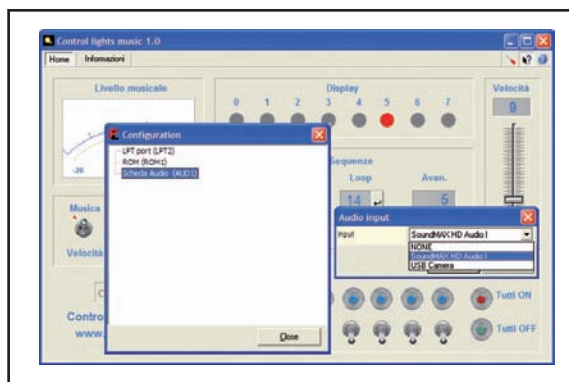 Control lights music 1.0
Home Informazioni
Livello musicale
Display
Velocità
0 1 2 3 4 5 6 7
9
-20
Configuration
LPT port (LPT2)
ROM (ROM1)
Scheda Audio (AUD1)
Close
Sequenze
Loop Avan.
14 5
Musica
Velocità
Audio input
Input SoundMAX HD Audio I
NONE
SoundMAX HD Audio I
USB Camera
Tutti ON
Tutti OFF
Contro
www.